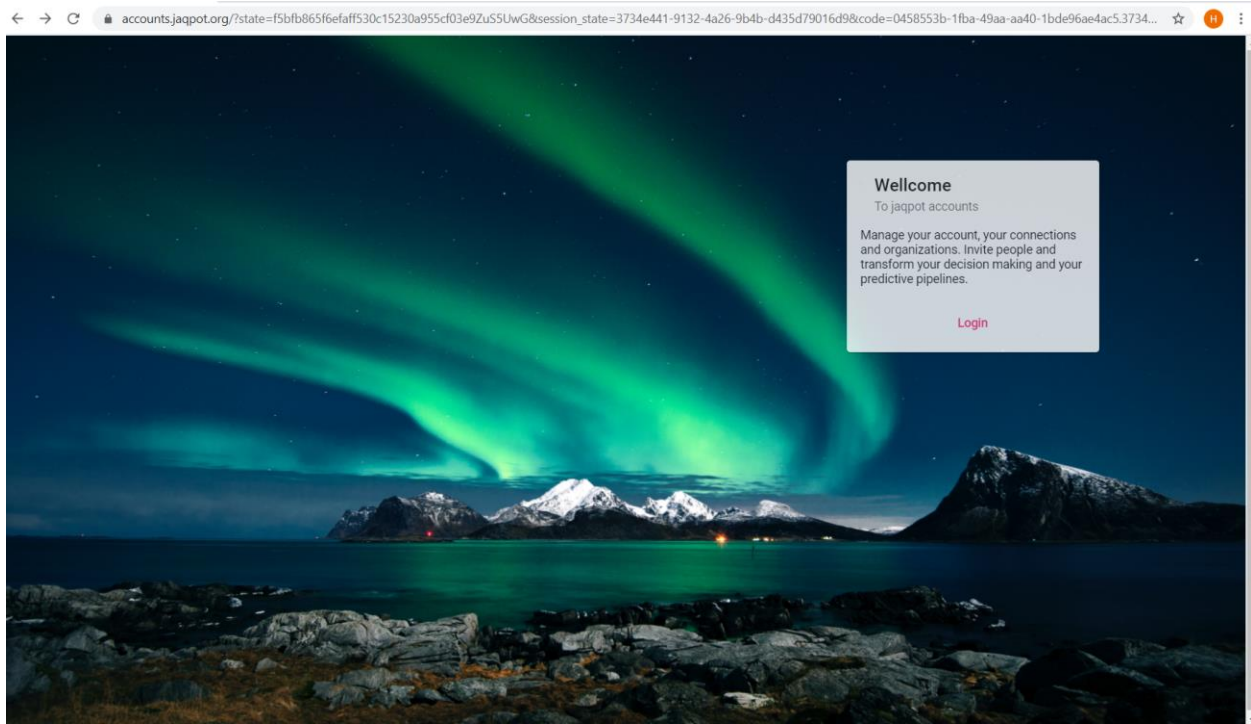 accounts.jaqpot.org/?state=f5bfb865f6efaff530c15230a955cf03e9ZuS5UwG&session_state=3734e441-9132-4a26-9b4b-d435d79016d9&code=0458553b-1fba-49aa-aa40-1bde96ae4ac5.3734...
H
Wellcome
To jaqpot accounts
Manage your account, your connections
and organizations. Invite people and
transform your decision making and your
predictive pipelines.
Login